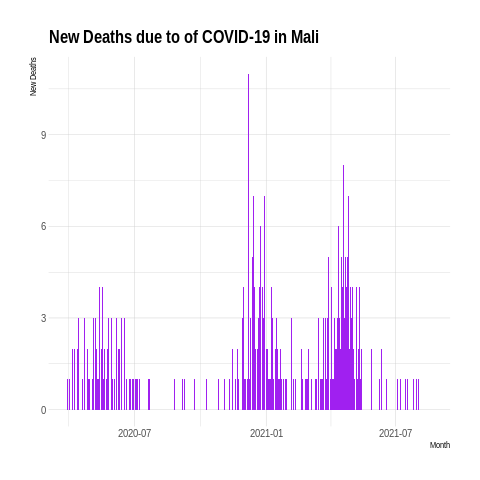 New Deaths due to of COVID-19 in Mali
New Deaths
9
6
3
0
2020-07 2021-01 2021-07
Month